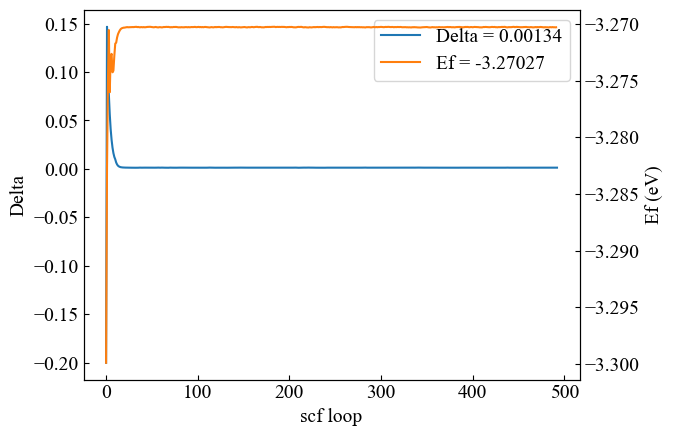 Delta = 0.00134
Ef = -3.27027
0.15
0.10
0.05
0.00
−0.05
−0.10
−0.15
−0.20
Delta
−3.270
−3.275
−3.280
−3.285
−3.290
−3.295
−3.300
Ef (eV)
0 100 200 300 400 500
scf loop